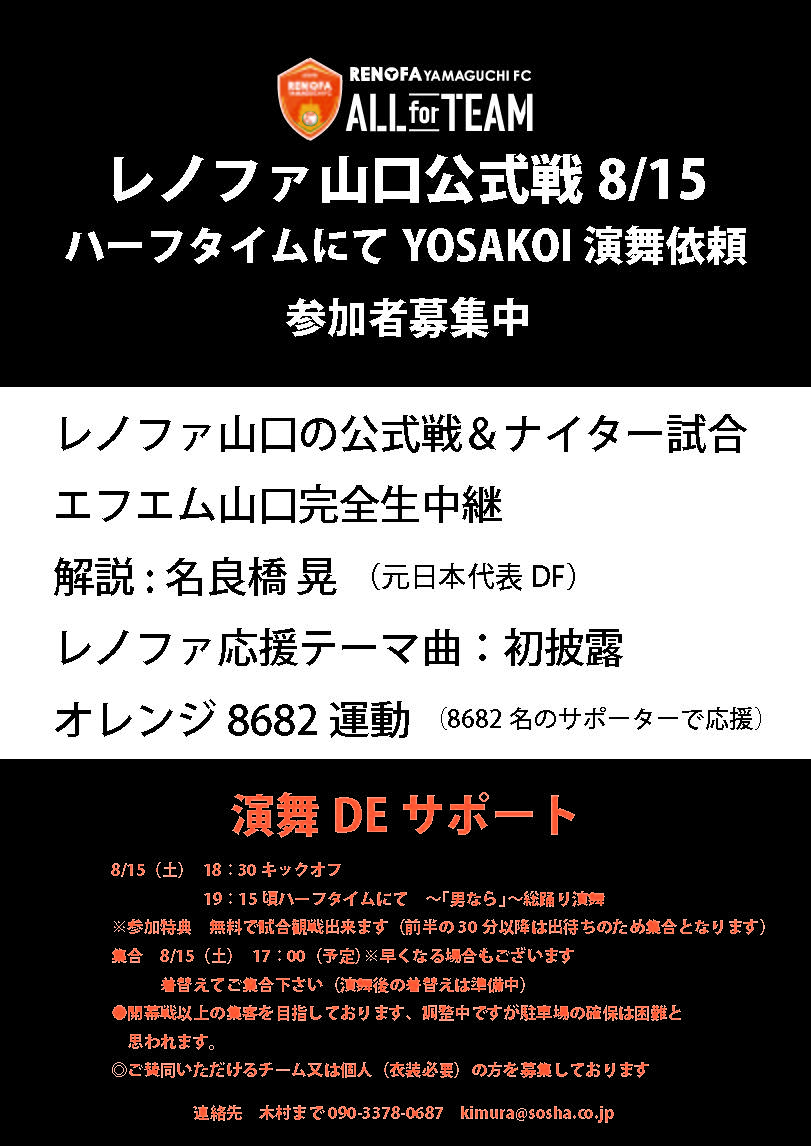 RENOFA YAMAGUCHI FC
RENOFA
YAMAGUCHI FC
ALL for TEAM
レノファ山口公式戦 8/15
ハーフタイムにて YOSAKOI 演舞依頼
参加者募集中
レノファ山口の公式戦＆ナイター試合
エフエム山口完全生中継
解説 : 名良橋 晃 （元日本代表 DF）
レノファ応援テーマ曲：初披露
オレンジ 8682 運動 （8682 名のサポーターで応援）
演舞 DE サポート
8/15（土） 18：30 キックオフ
19：15 頃ハーフタイムにて ～「男なら」～総踊り演舞
※参加特典 無料で試合観戦出来ます（前半の 30 分以降は出待ちのため集合となります）
集合 8/15（土） 17：00（予定）※早くなる場合もございます
着替えてご集合下さい（演舞後の着替えは準備中）
●開幕戦以上の集客を目指しております、調整中ですが駐車場の確保は困難と
思われます。
◎ご賛同いただけるチーム又は個人（衣装必要）の方を募集しております
連絡先 木村まで 090-3378-0687 kimura@sosha.co.jp